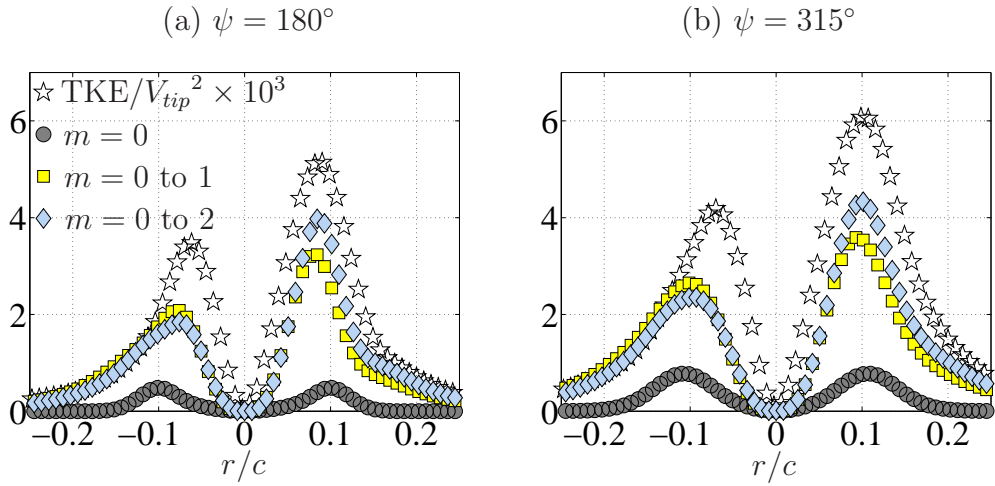 (a) ψ = 180°
(b) ψ = 315°
TKE/V_{tip}^2 × 10^3
m = 0
m = 0 to 1
m = 0 to 2
6
4
2
0
−0.2 −0.1 0 0.1 0.2
r/c
6
4
2
0
−0.2 −0.1 0 0.1 0.2
r/c